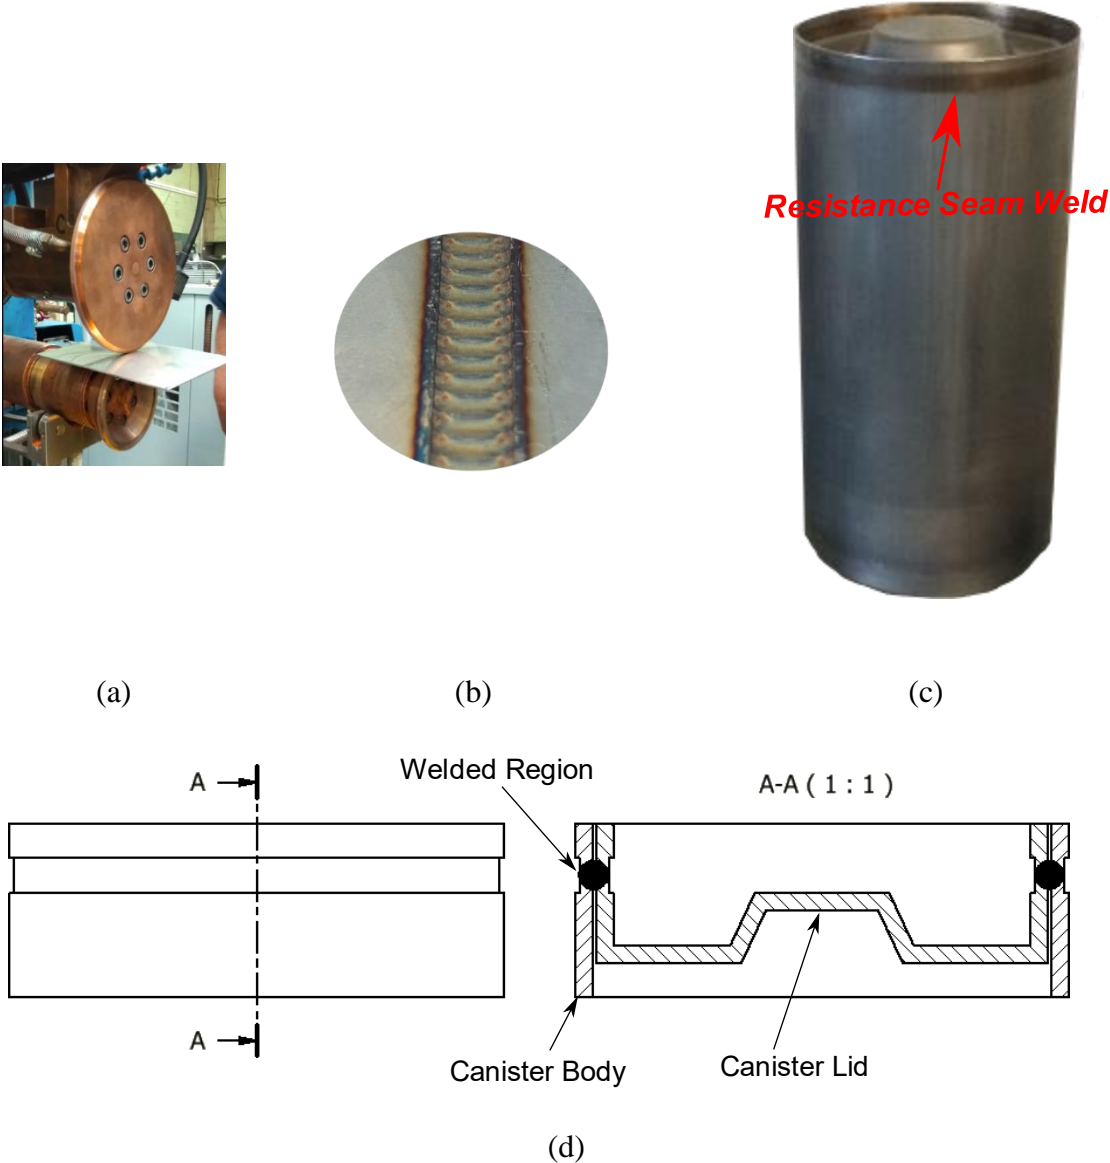 Resistance Seam Weld
(a)
(b)
(c)
Welded Region
A
A-A ( 1 : 1 )
A
Canister Body
Canister Lid
(d)